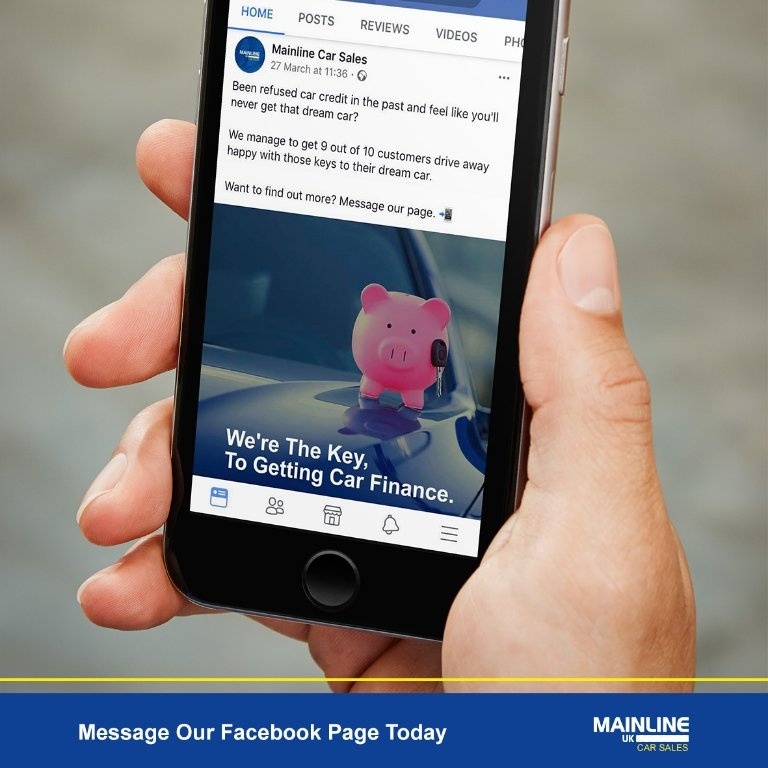 HOME POSTS REVIEWS VIDEOS
Mainline Car Sales
27 March at 11:36 ·
Been refused car credit in the past and feel like you'll
never get that dream car?
We manage to get 9 out of 10 customers drive away
happy with those keys to their dream car.
Want to find out more? Message our page.
We're The Key,
To Getting Car Finance.
Message Our Facebook Page Today
MAINLINE
UK
CAR SALES